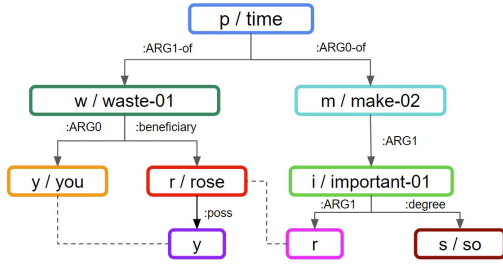 p / time
:ARG1-of :ARG0-of
w / waste-01 m / make-02
:ARG0 :beneficiary :ARG1
y / you r / rose i / important-01
:poss :ARG1 :degree
y r s / so